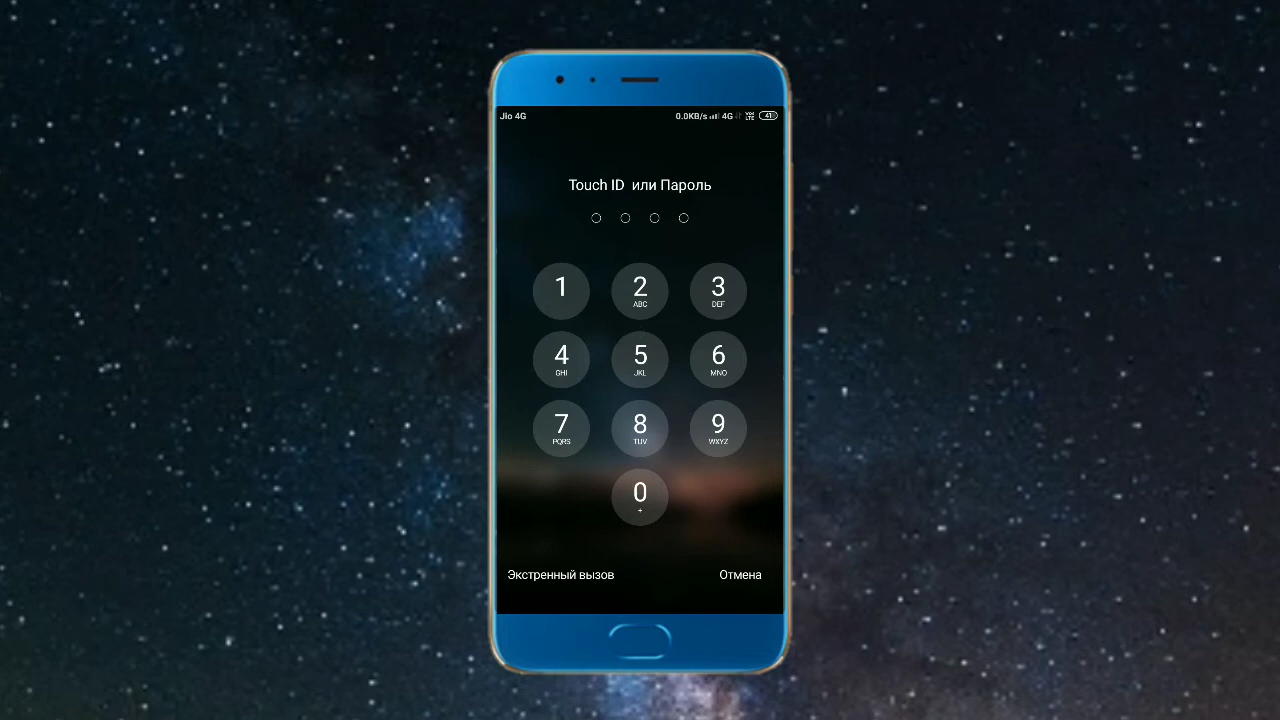 Jio 4G 0.0KB/s 4G VoLTE 41
Touch ID или Пароль
1 2 3
ABC DEF
4 5 6
GHI JKL MNO
7 8 9
PQRS TUV WXYZ
0
+
Экстренный вызов Отмена